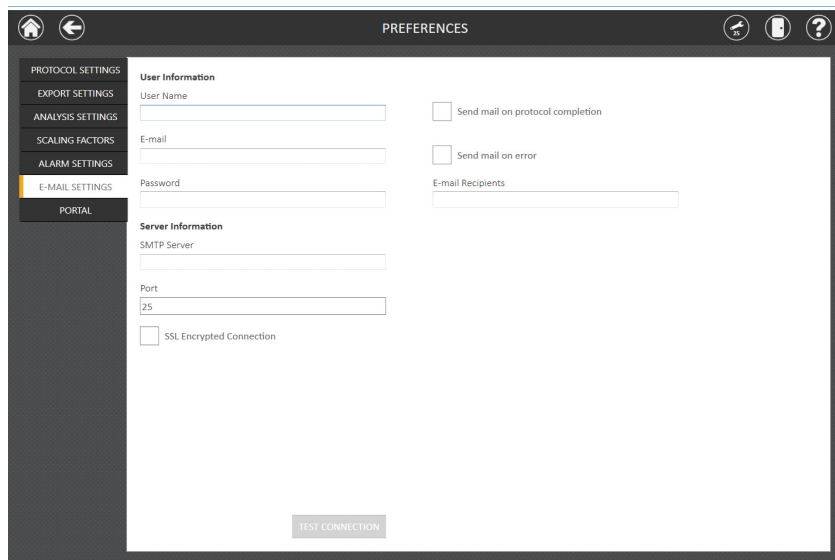 PREFERENCES
25
?
PROTOCOL SETTINGS
EXPORT SETTINGS
ANALYSIS SETTINGS
SCALING FACTORS
ALARM SETTINGS
E-MAIL SETTINGS
PORTAL
User Information
User Name
Send mail on protocol completion
E-mail
Send mail on error
Password
E-mail Recipients
Server Information
SMTP Server
Port
25
SSL Encrypted Connection
TEST CONNECTION